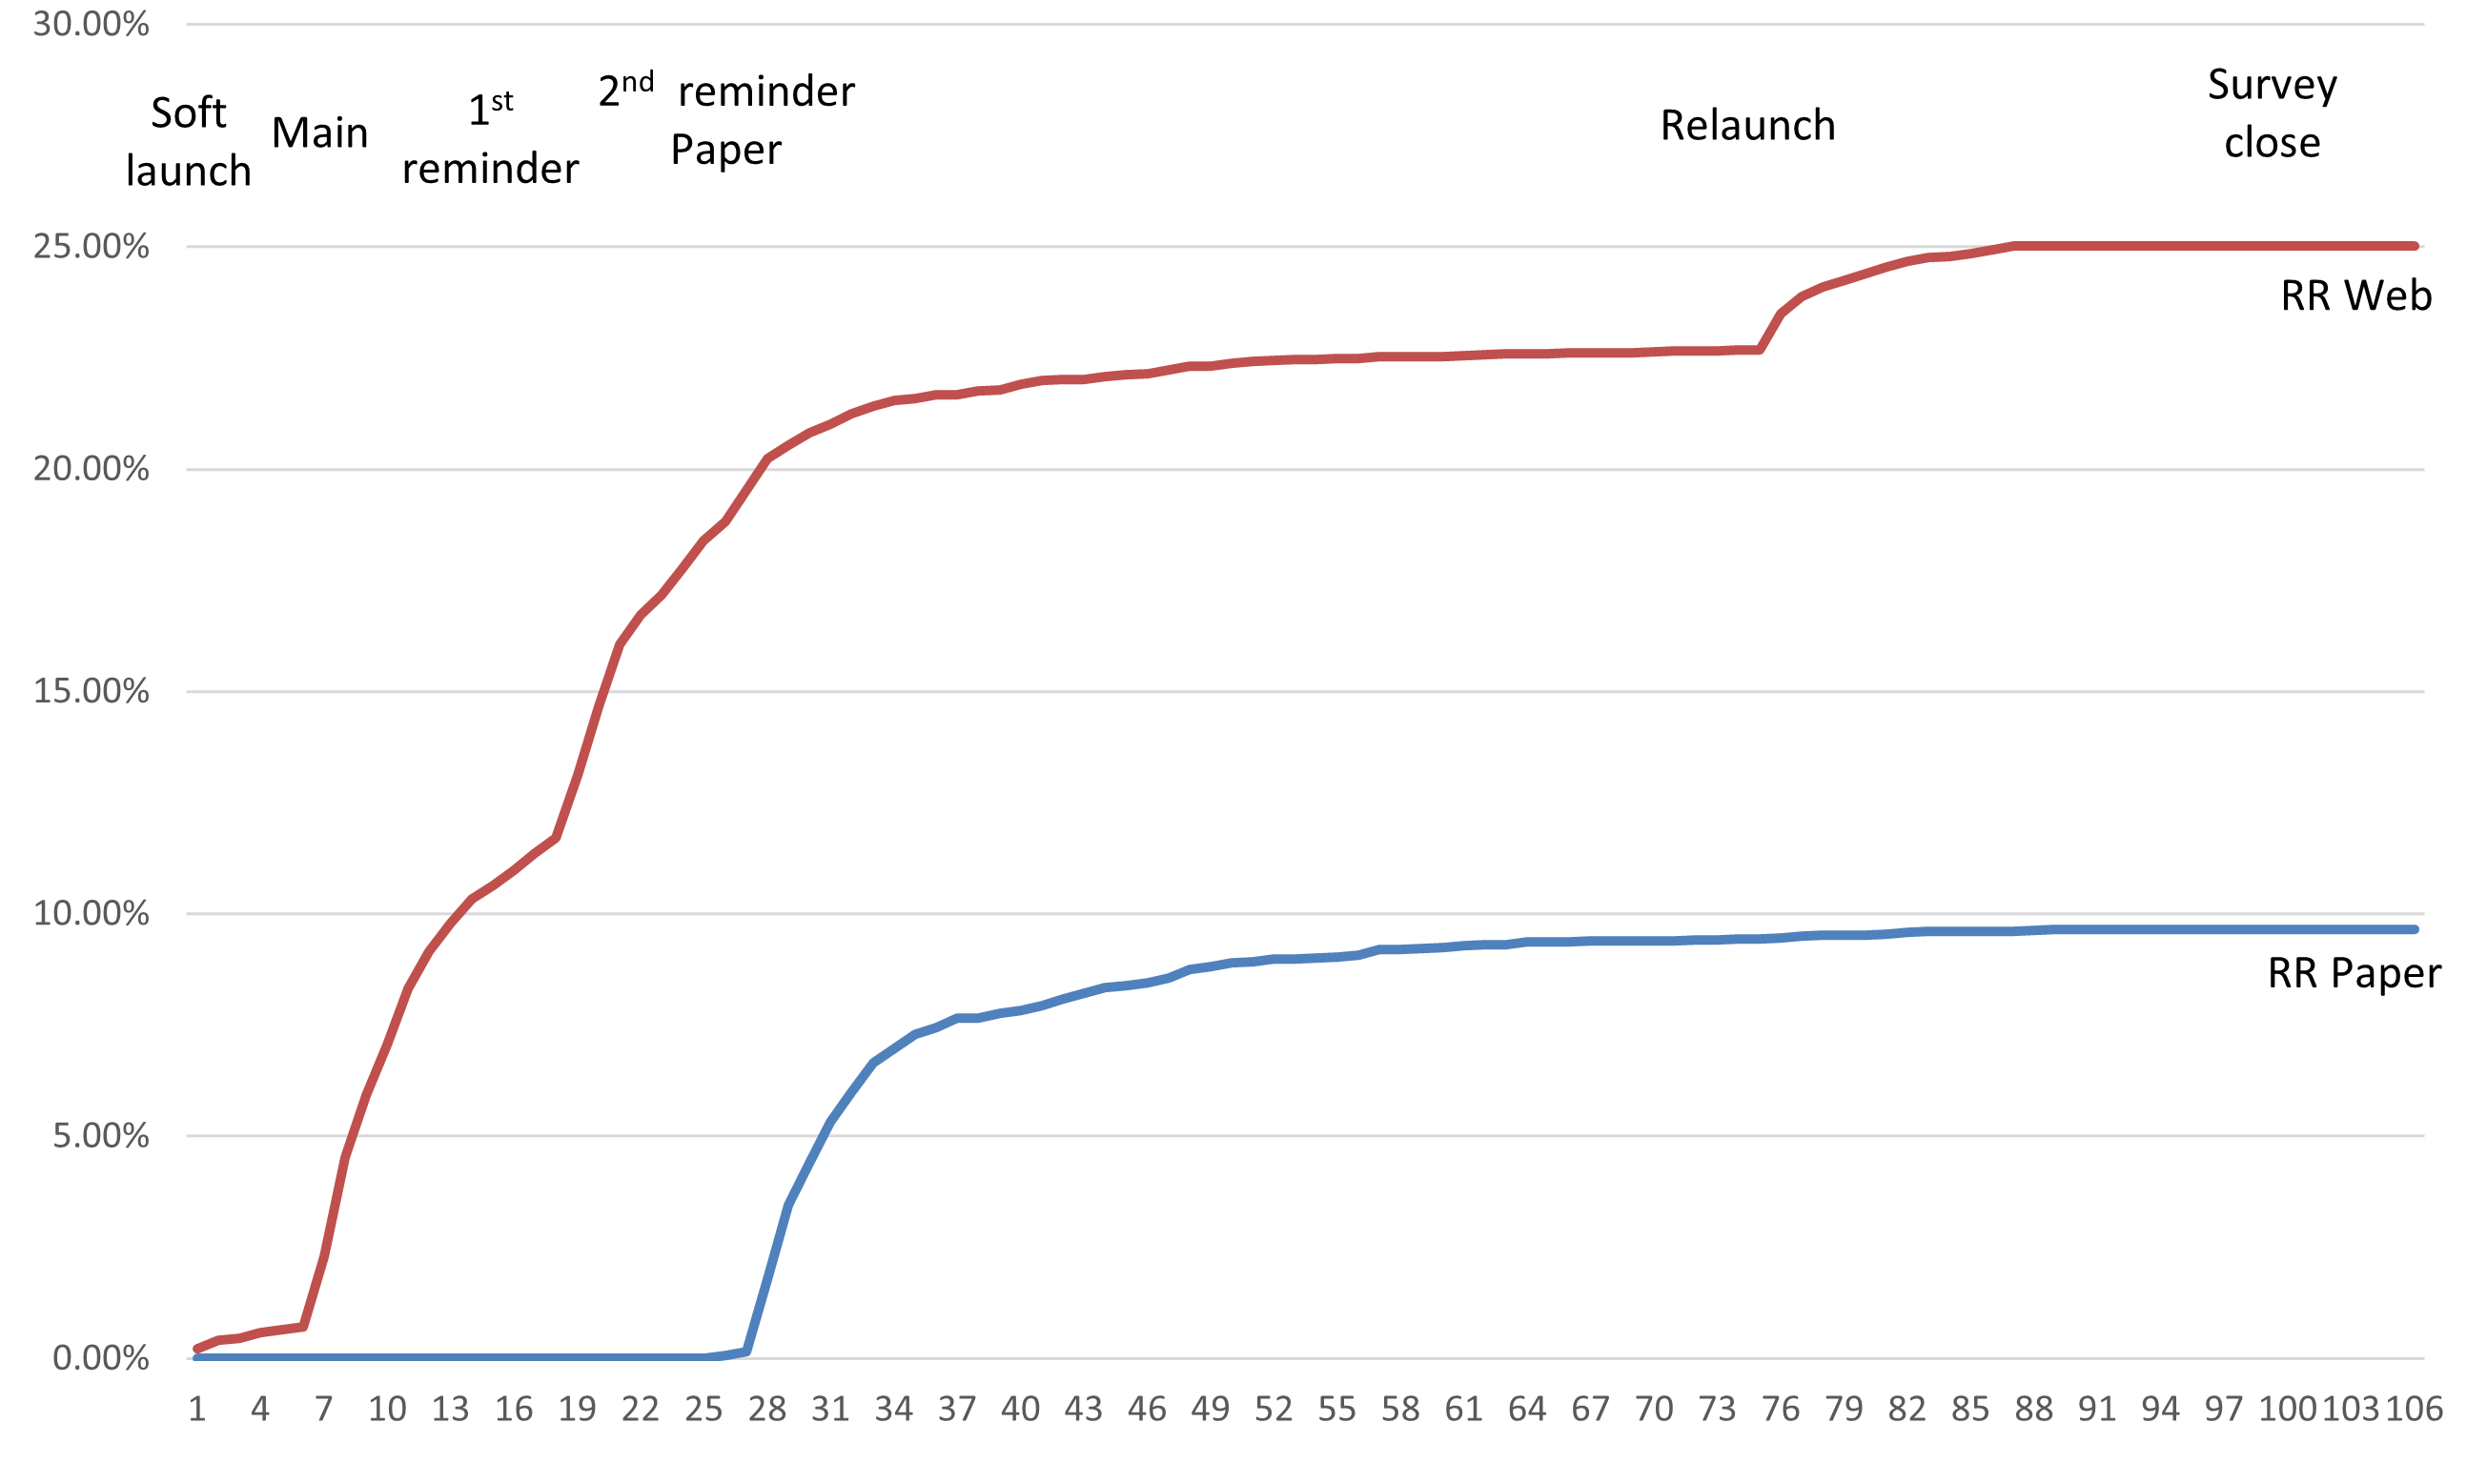 30.00%
Soft
launch
Main
1st
reminder
2nd reminder
Paper
Relaunch
Survey
close
25.00%
RR Web
20.00%
15.00%
10.00%
RR Paper
5.00%
0.00%
1 4 7 10 13 16 19 22 25 28 31 34 37 40 43 46 49 52 55 58 61 64 67 70 73 76 79 82 85 88 91 94 97 100 103 106